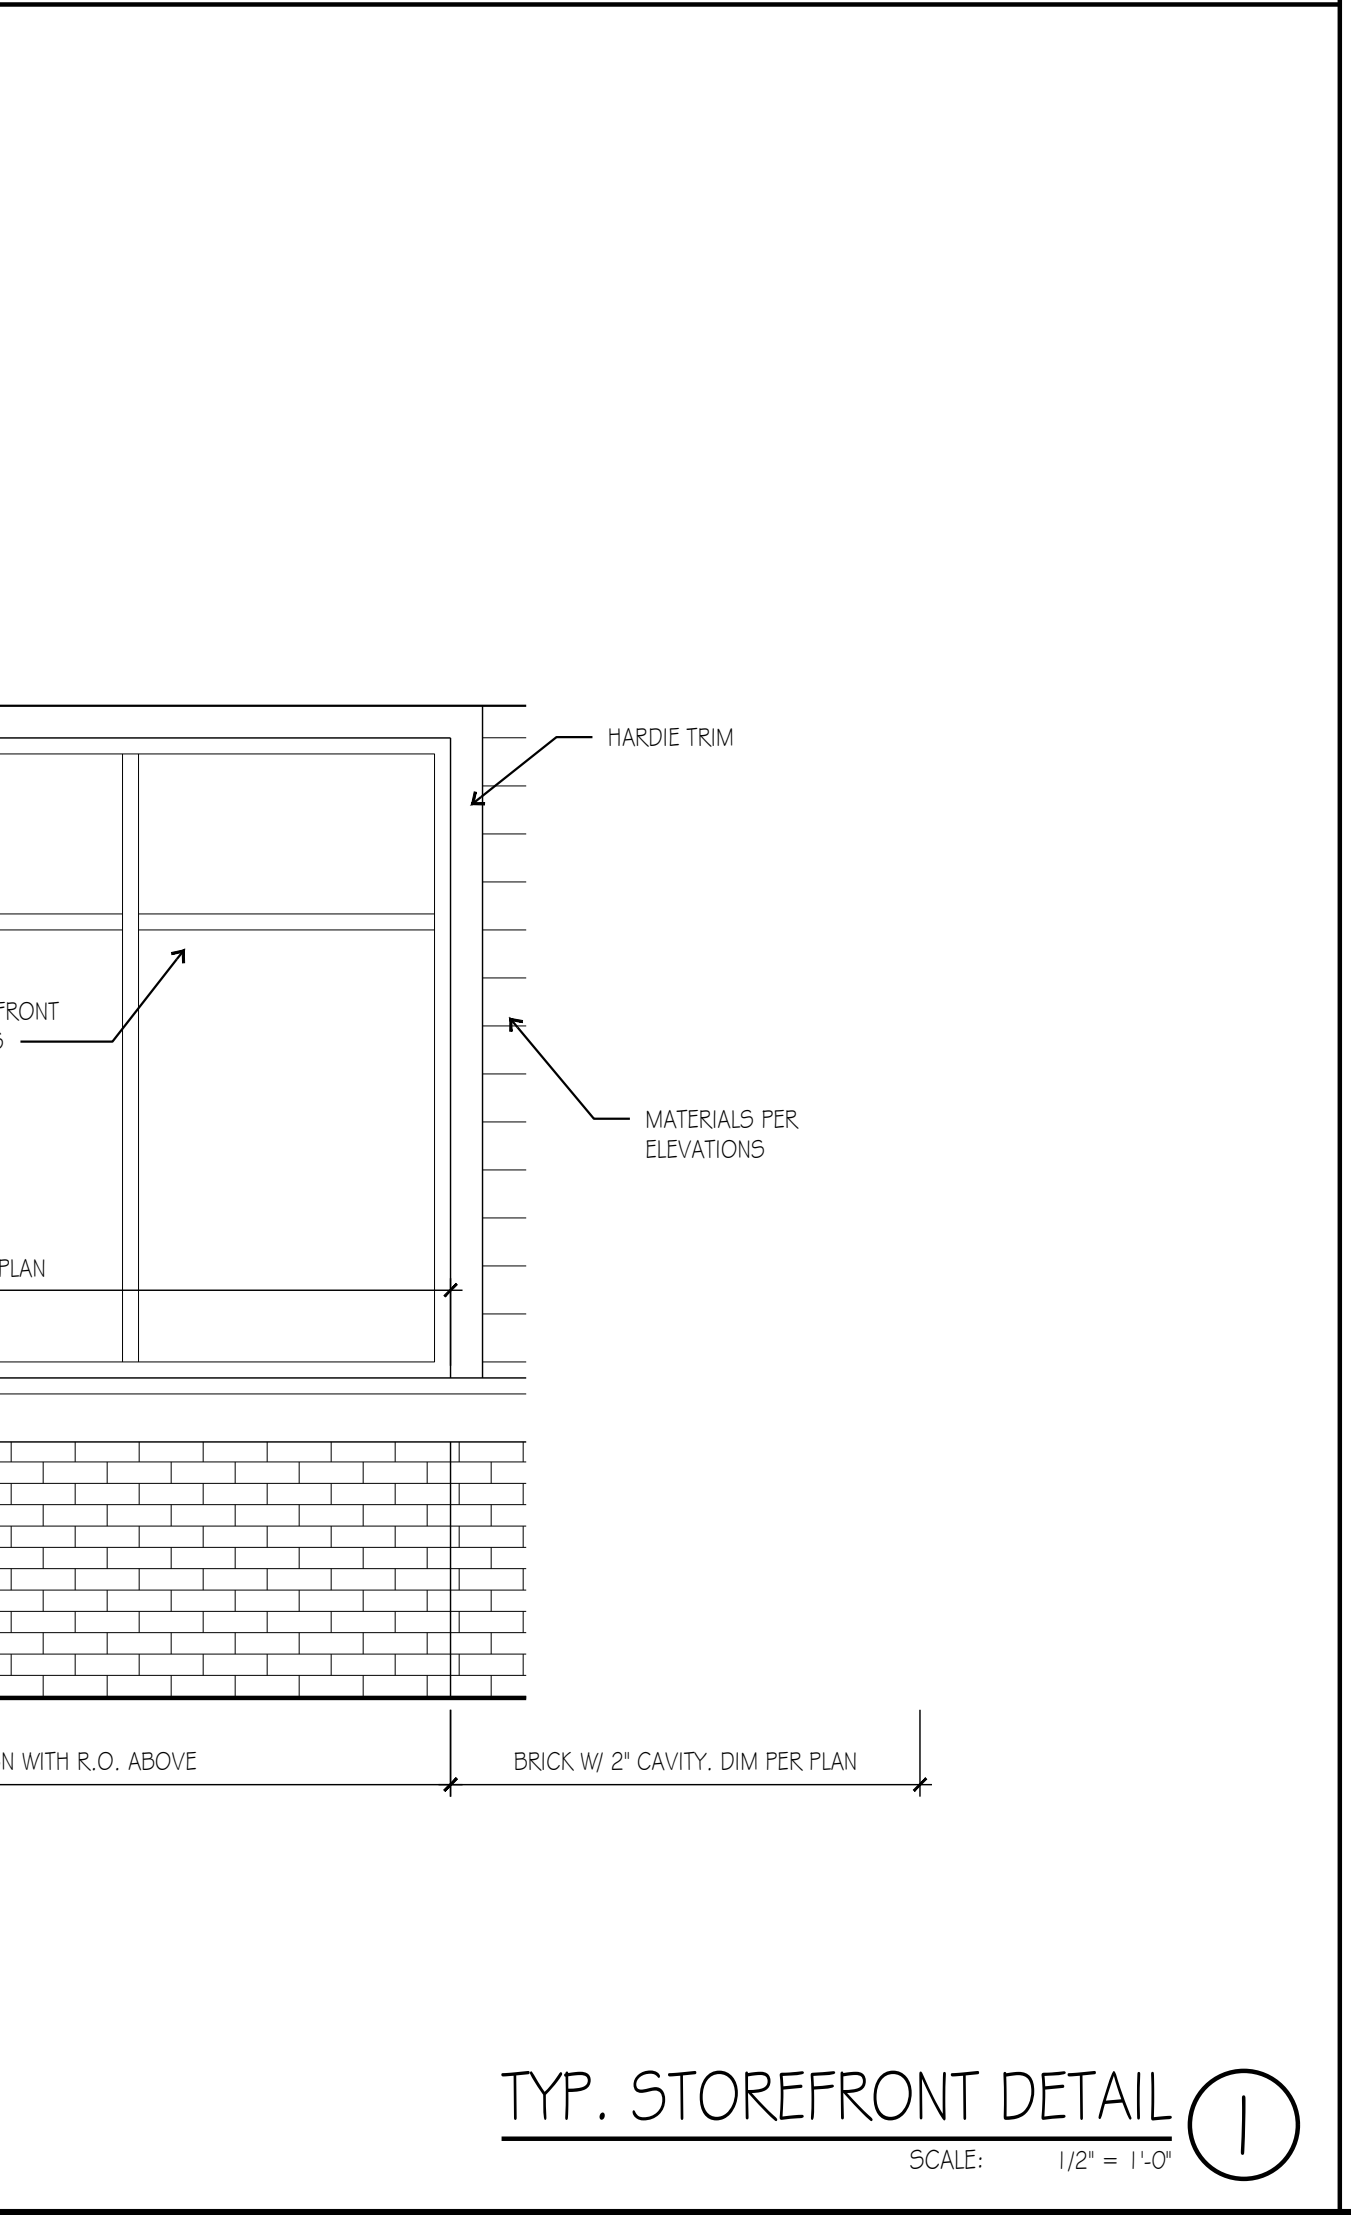 HARDIE TRIM
FRONT
MATERIALS PER
ELEVATIONS
PLAN
WITH R.O. ABOVE
BRICK W/ 2" CAVITY. DIM PER PLAN
TYP. STOREFRONT DETAIL
1
SCALE: 1/2" = 1'-0"